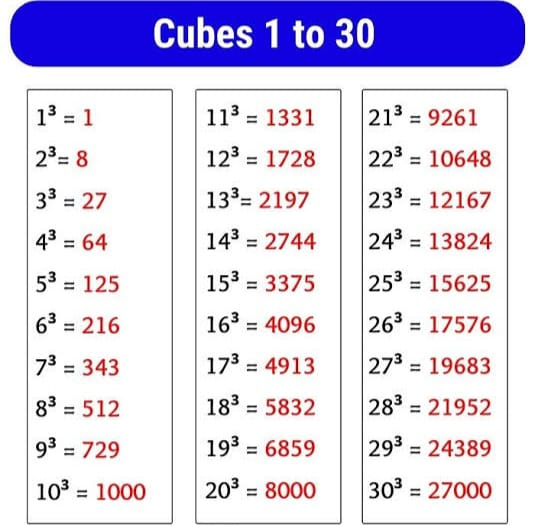 Cubes 1 to 30
1³ = 1
2³= 8
3³ = 27
4³ = 64
5³ = 125
6³ = 216
7³ = 343
8³ = 512
9³ = 729
10³ = 1000
11³ = 1331
12³ = 1728
13³= 2197
14³ = 2744
15³ = 3375
16³ = 4096
17³ = 4913
18³ = 5832
19³ = 6859
20³ = 8000
21³ = 9261
22³ = 10648
23³ = 12167
24³ = 13824
25³ = 15625
26³ = 17576
27³ = 19683
28³ = 21952
29³ = 24389
30³ = 27000